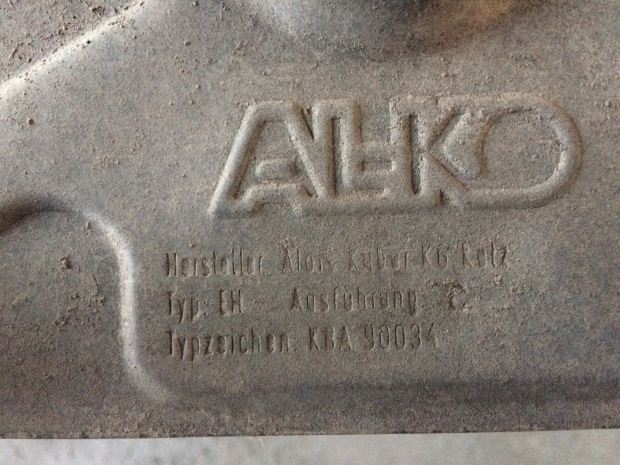 AL-KO
Hersteller: Alois Kober KG Kötz
Typ: EH Ausführung:
Typzeichen: KBA 90034